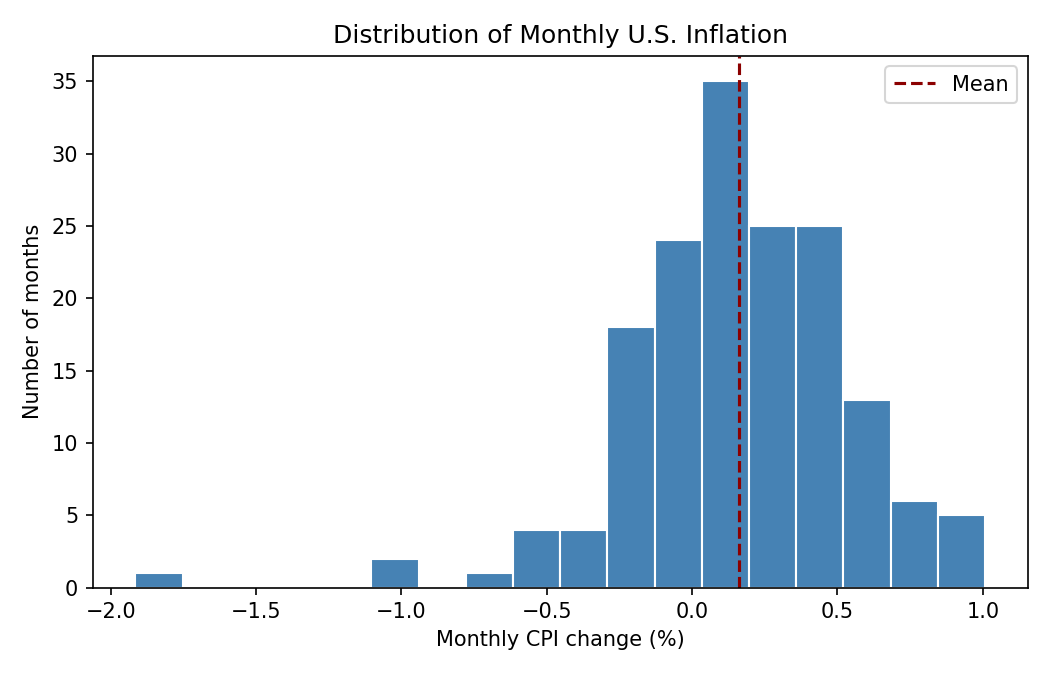 Distribution of Monthly U.S. Inflation
Mean
35
30
25
20
15
10
5
0
Number of months
−2.0 −1.5 −1.0 −0.5 0.0 0.5 1.0
Monthly CPI change (%)